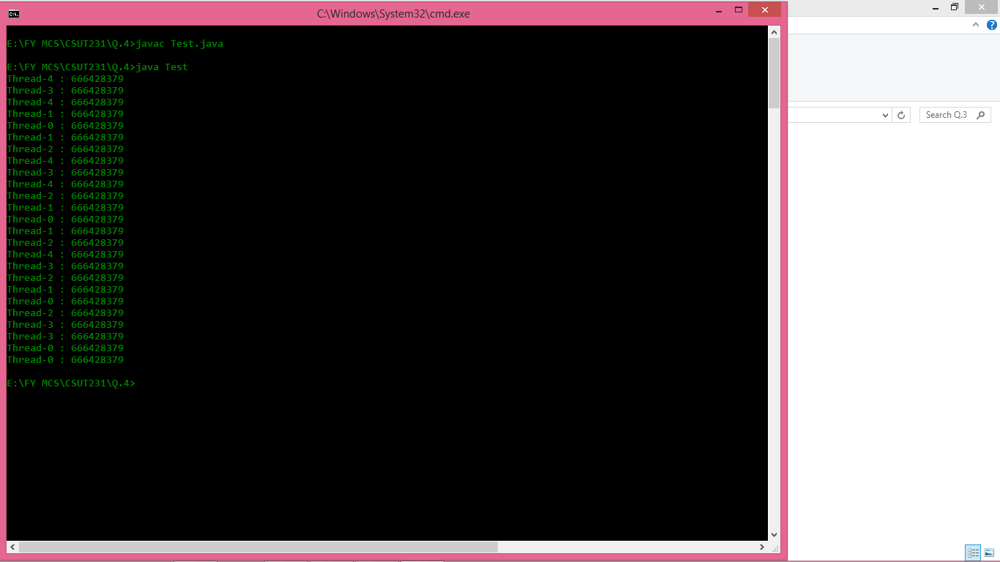 C:\Windows\System32\cmd.exe
E:\FY MCS\CSUT231\Q.4>javac Test.java
E:\FY MCS\CSUT231\Q.4>java Test
Thread-4 : 666428379
Thread-3 : 666428379
Thread-4 : 666428379
Thread-1 : 666428379
Thread-0 : 666428379
Thread-1 : 666428379
Thread-2 : 666428379
Thread-4 : 666428379
Thread-3 : 666428379
Thread-4 : 666428379
Thread-2 : 666428379
Thread-1 : 666428379
Thread-0 : 666428379
Thread-1 : 666428379
Thread-2 : 666428379
Thread-4 : 666428379
Thread-3 : 666428379
Thread-2 : 666428379
Thread-1 : 666428379
Thread-0 : 666428379
Thread-2 : 666428379
Thread-3 : 666428379
Thread-3 : 666428379
Thread-0 : 666428379
Thread-0 : 666428379
E:\FY MCS\CSUT231\Q.4>
Search Q.3